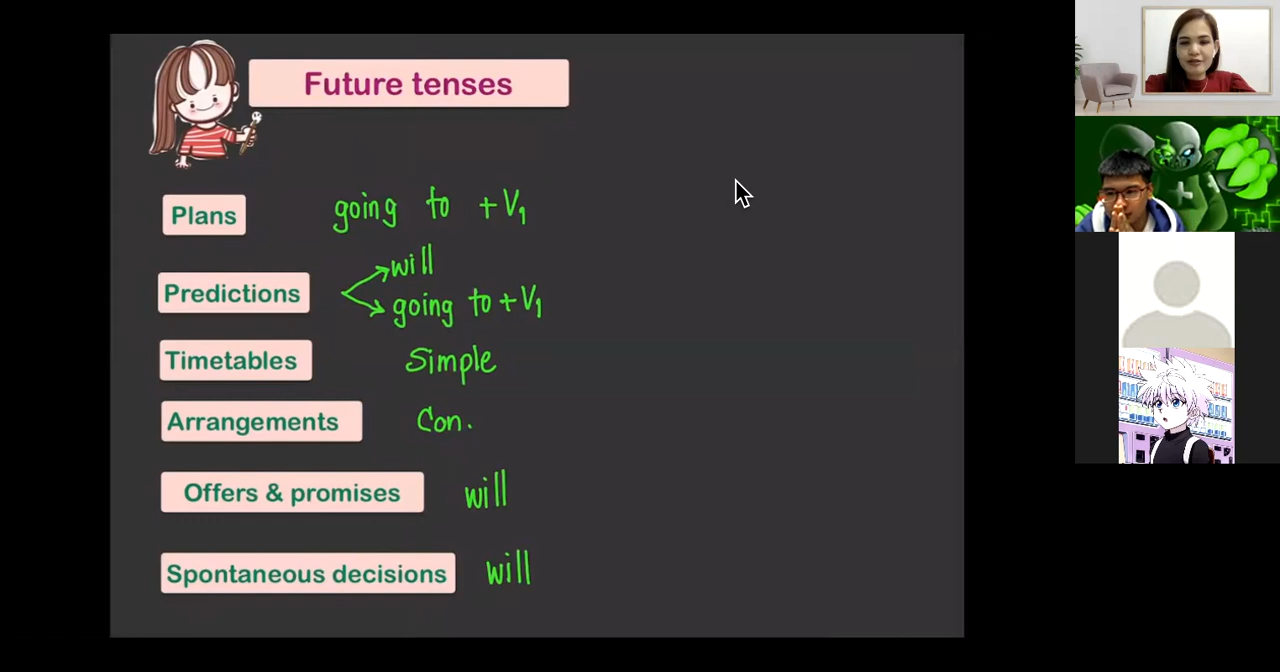 Future tenses
Plans going to + V1
Predictions will
going to + V1
Timetables Simple
Arrangements Con.
Offers & promises will
Spontaneous decisions will